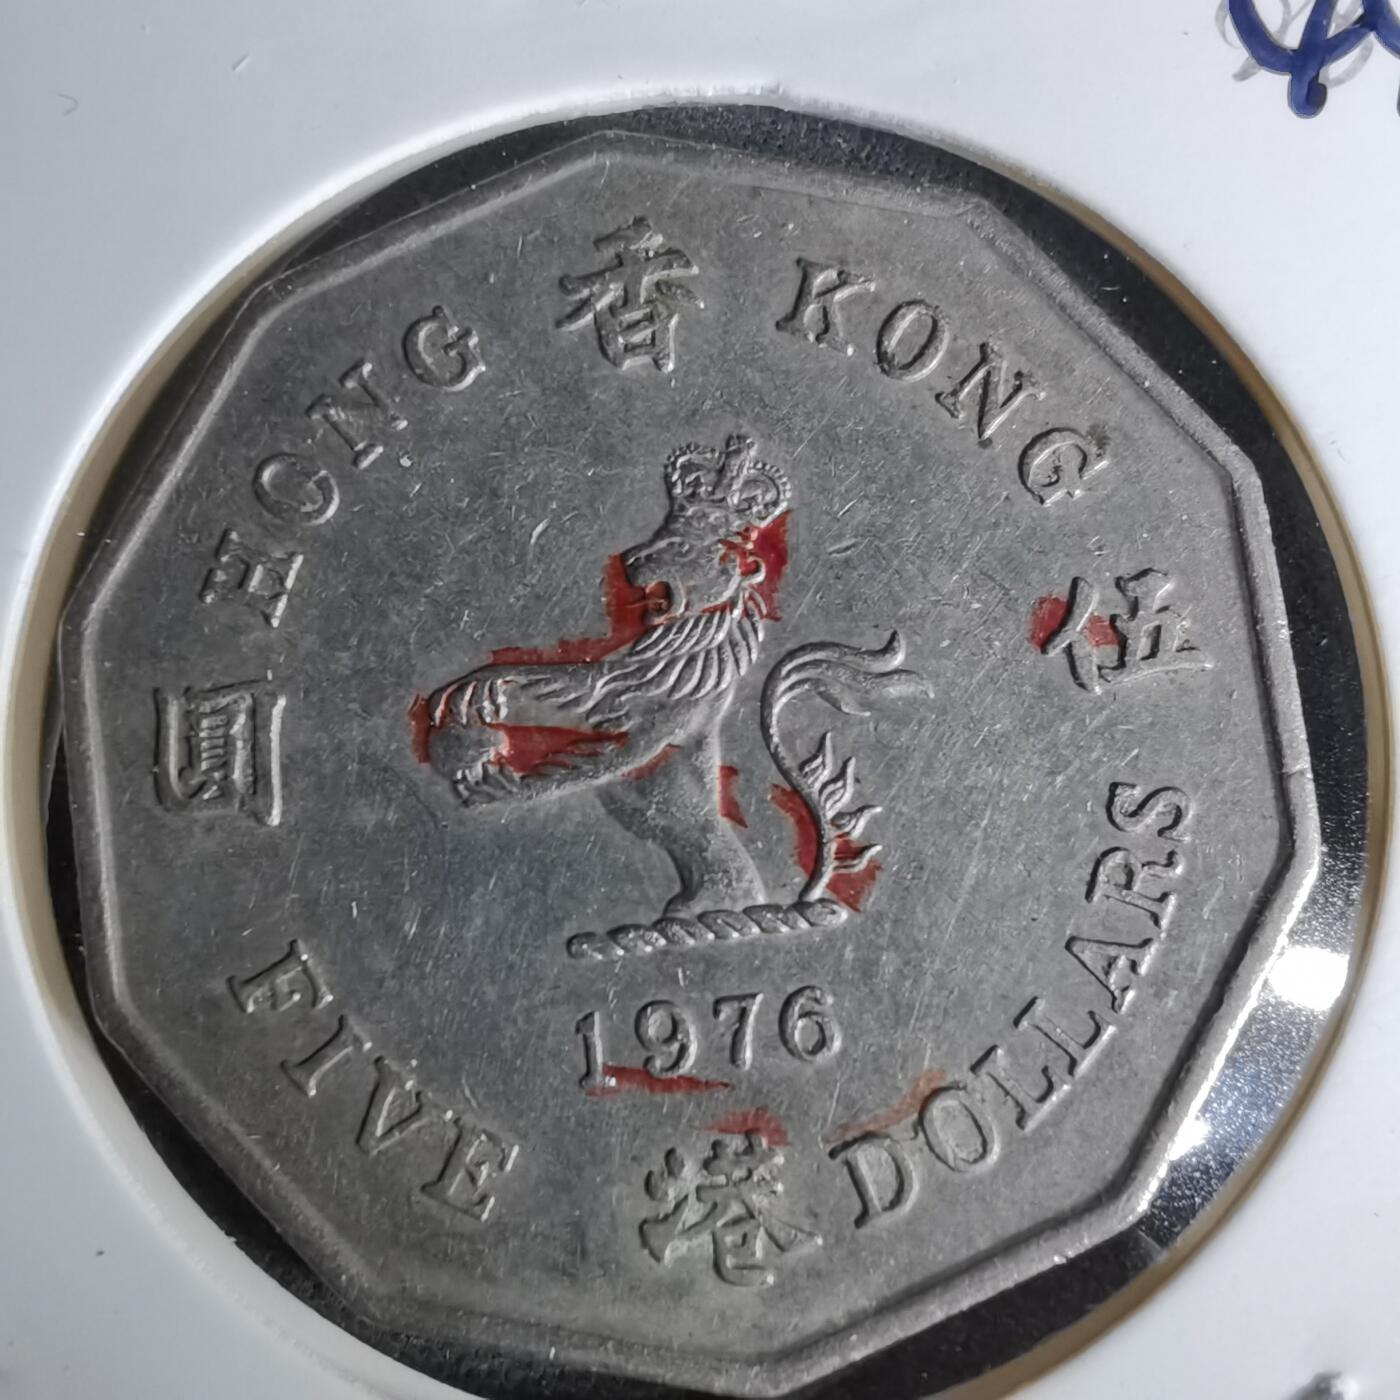 HONG 香 KONG
圓 伍
1976
FIVE 港 DOLLARS